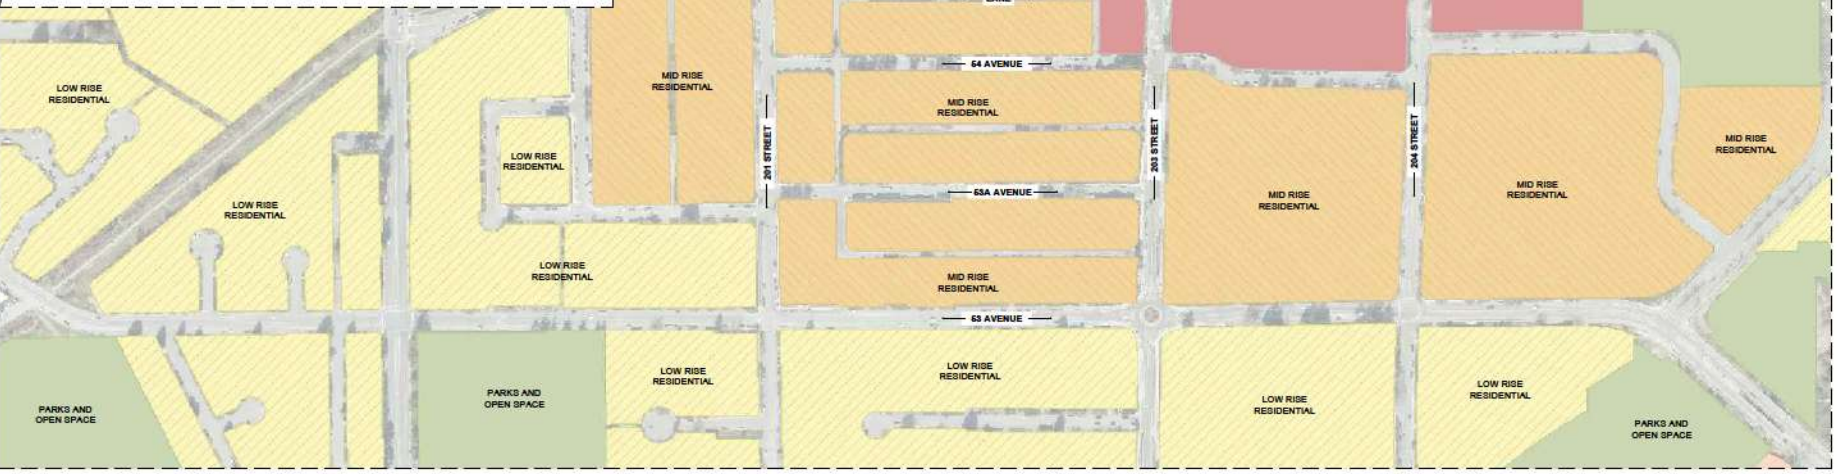 LANE
54 AVENUE
MID RISE
RESIDENTIAL
LOW RISE
RESIDENTIAL
MID RISE
RESIDENTIAL
201 STREET
203 STREET
204 STREET
MID RISE
RESIDENTIAL
LOW RISE
RESIDENTIAL
53A AVENUE
MID RISE
RESIDENTIAL
MID RISE
RESIDENTIAL
LOW RISE
RESIDENTIAL
LOW RISE
RESIDENTIAL
MID RISE
RESIDENTIAL
53 AVENUE
LOW RISE
RESIDENTIAL
LOW RISE
RESIDENTIAL
LOW RISE
RESIDENTIAL
LOW RISE
RESIDENTIAL
PARKS AND
OPEN SPACE
PARKS AND
OPEN SPACE
PARKS AND
OPEN SPACE